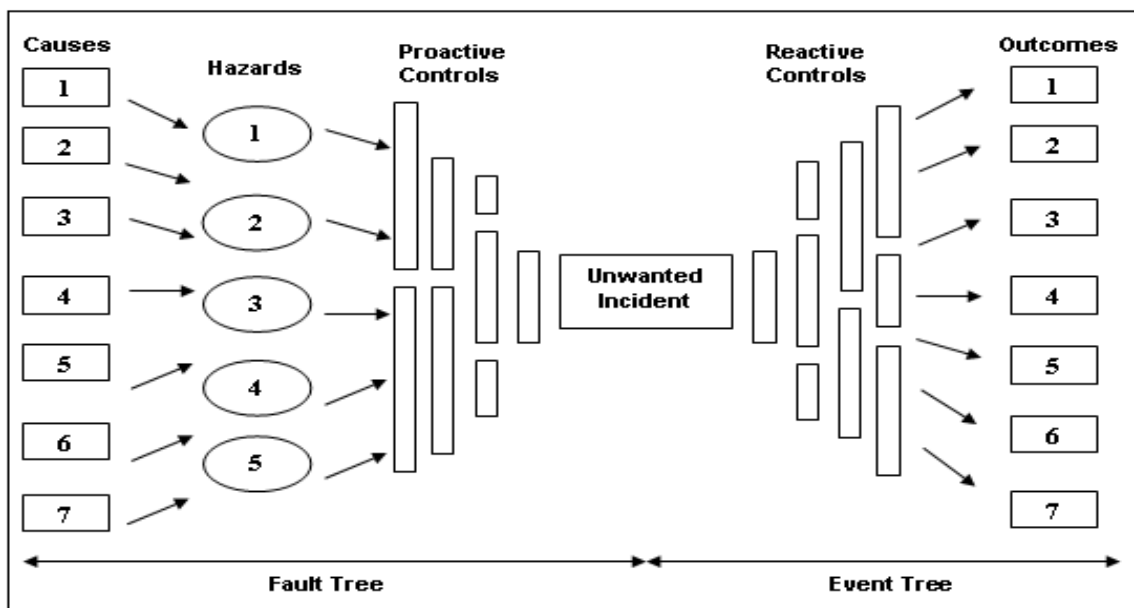 Causes
1
2
3
4
5
6
7
Hazards
1
2
3
4
5
Proactive
Controls
Unwanted
Incident
Reactive
Controls
Outcomes
1
2
3
4
5
6
7
Fault Tree
Event Tree